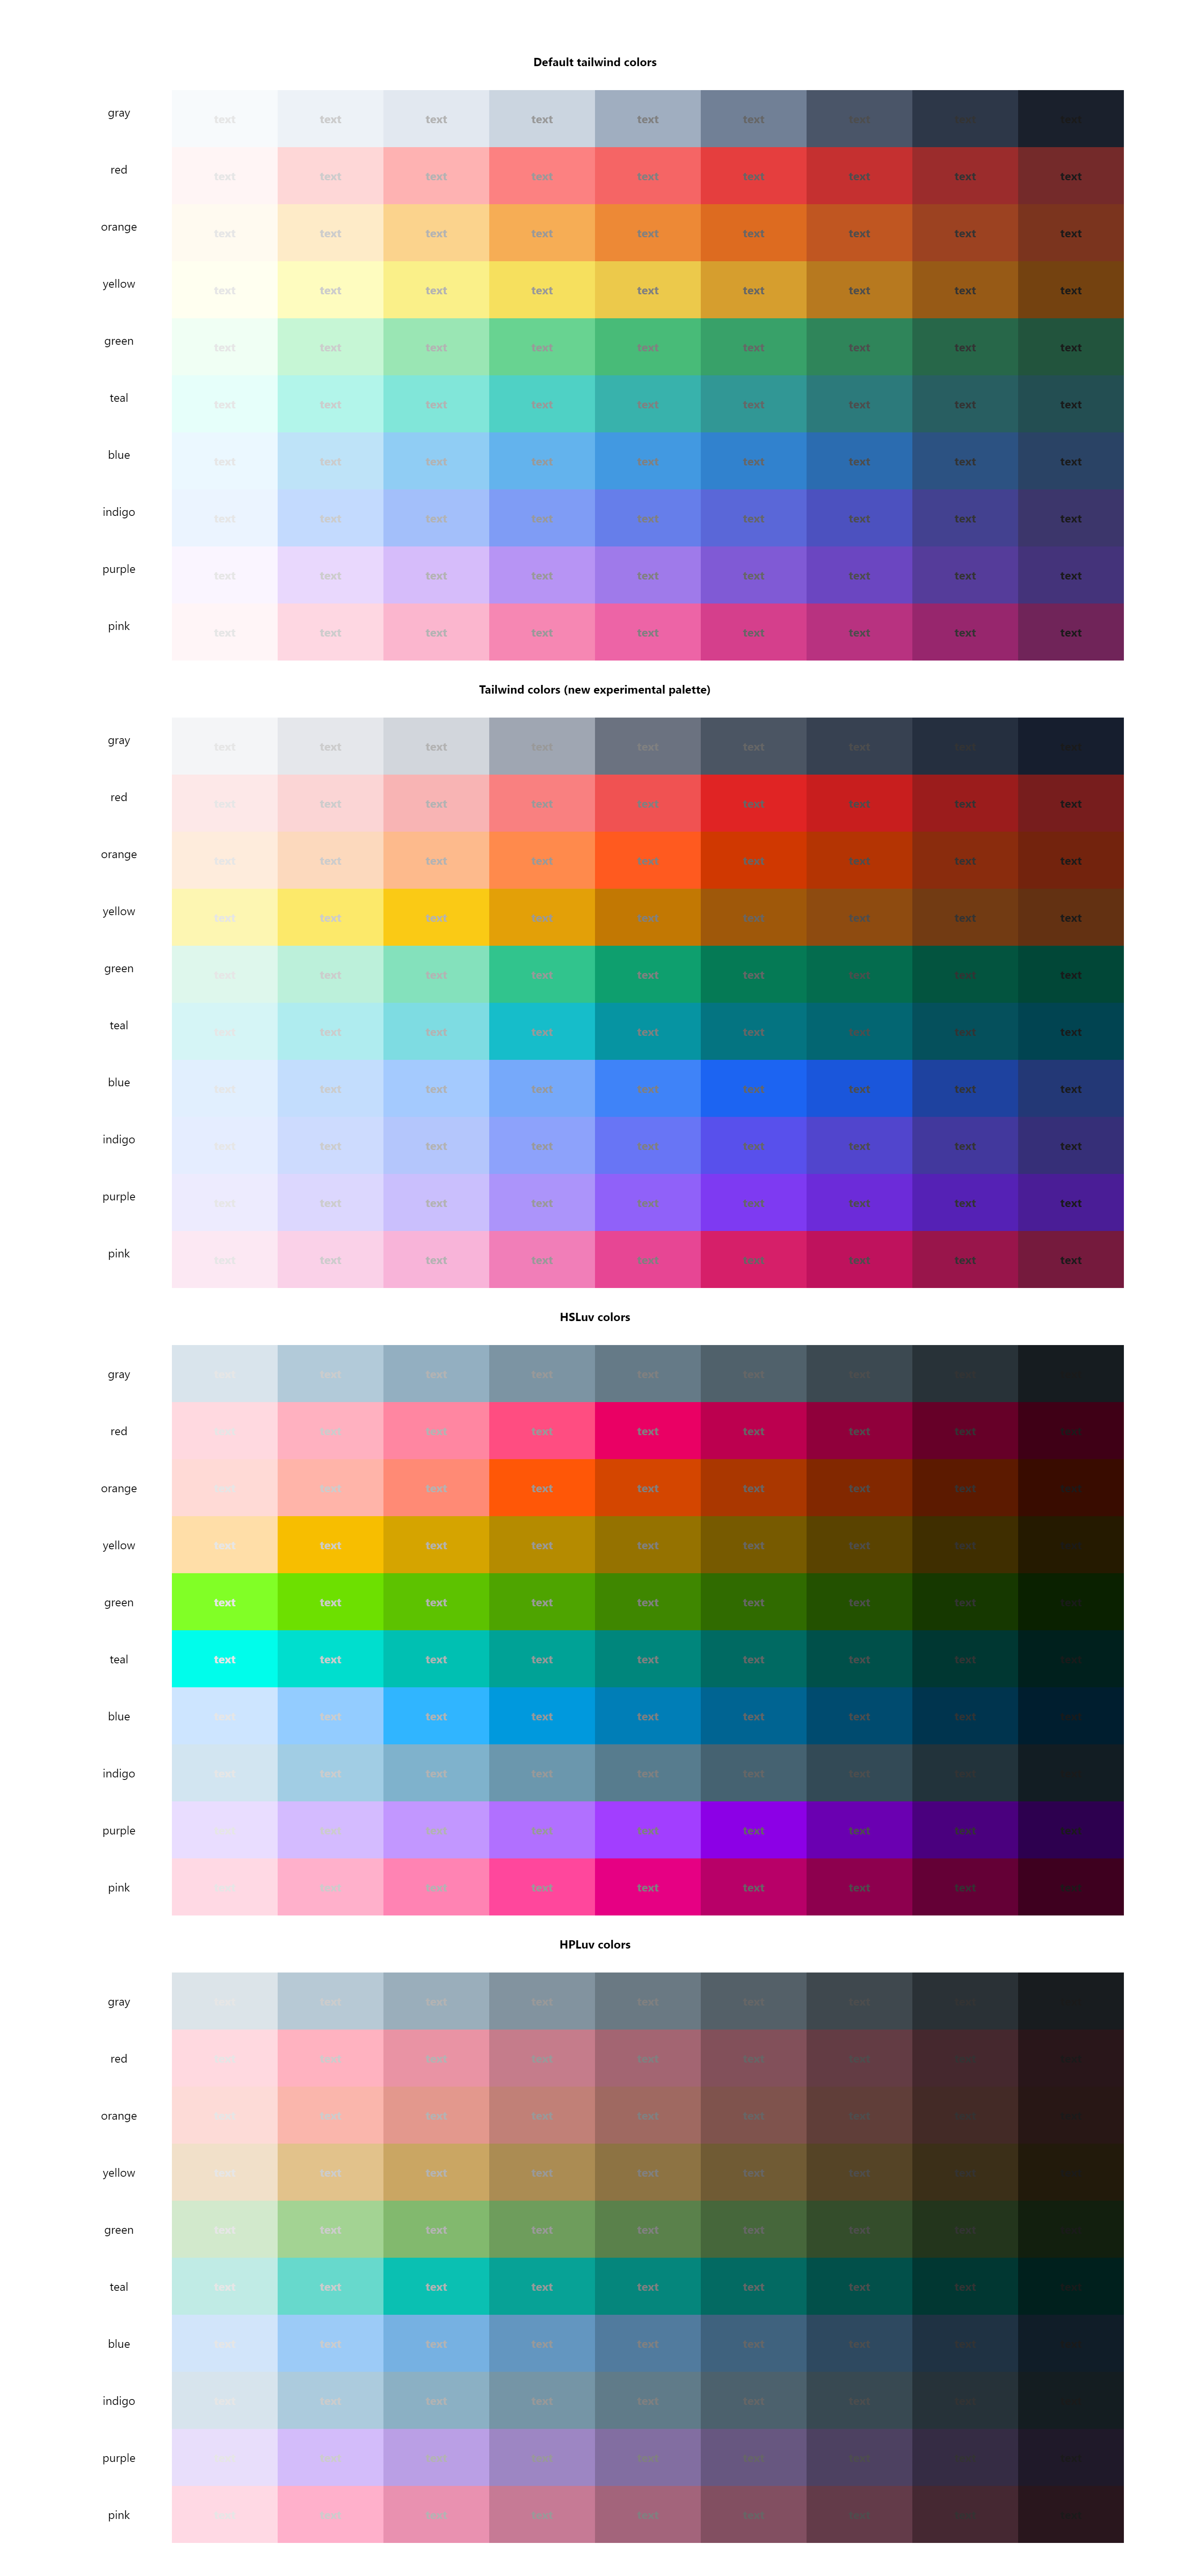 Default tailwind colors
gray text text text text text text text text text
red text text text text text text text text text
orange text text text text text text text text text
yellow text text text text text text text text text
green text text text text text text text text text
teal text text text text text text text text text
blue text text text text text text text text text
indigo text text text text text text text text text
purple text text text text text text text text text
pink text text text text text text text text text
Tailwind colors (new experimental palette)
gray text text text text text text text text text
red text text text text text text text text text
orange text text text text text text text text text
yellow text text text text text text text text text
green text text text text text text text text text
teal text text text text text text text text text
blue text text text text text text text text text
indigo text text text text text text text text text
purple text text text text text text text text text
pink text text text text text text text text text
HSLuv colors
gray text text text text text text text text
red text text text text text text text text text
orange text text text text text text text text text
yellow text text text text text text text text text
green text text text text text text text text text
teal text text text text text text text text text
blue text text text text text text text text text
indigo text text text text text text text text
purple text text text text text text text text text
pink text text text text text text text text text
HPLuv colors
gray text text text text text text text text
red text text text text text text text text
orange text text text text text text text text
yellow text text text text text text text text
green text text text text text text text text
teal text text text text text text text text text
blue text text text text text text text text
indigo text text text text text text text text
purple text text text text text text text text
pink text text text text text text text text